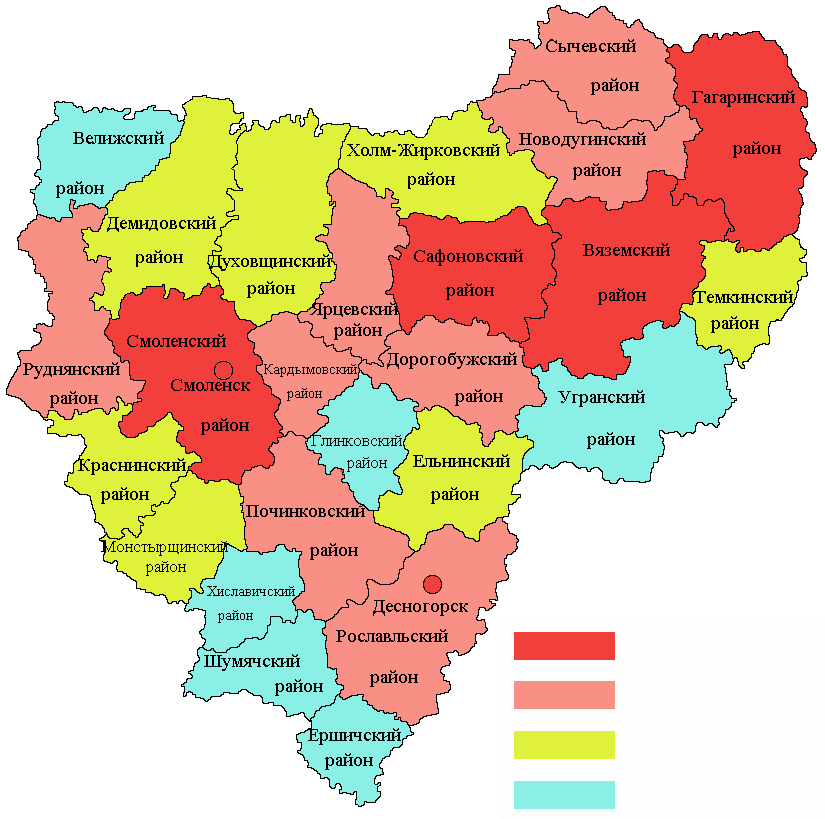 Сычевский
район
Гагаринский
район
Новодугинский
район
Велижский
район
Холм-Жирковский
район
Демидовский
район
Духовщинский
район
Сафоновский
район
Вяземский
район
Темкинский
район
Ярцевский
район
Смоленский
Смоленск
район
Руднянский
район
Кардымовский
район
Дорогобужский
район
Угранский
район
Глинковский
район
Ельнинский
район
Краснинский
район
Починковский
район
Монстырщинский
район
Хиславичский
район
Десногорск
Рославльский
район
Шумячский
район
Ершичский
район